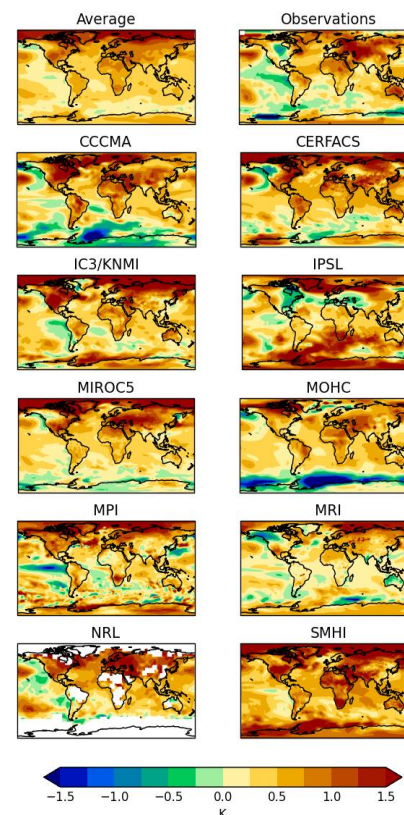 Average Observations
CCCMA CERFACS
IC3/KNMI IPSL
MIROC5 MOHC
MPI MRI
NRL SMHI
−1.5 −1.0 −0.5 0.0 0.5 1.0 1.5
K